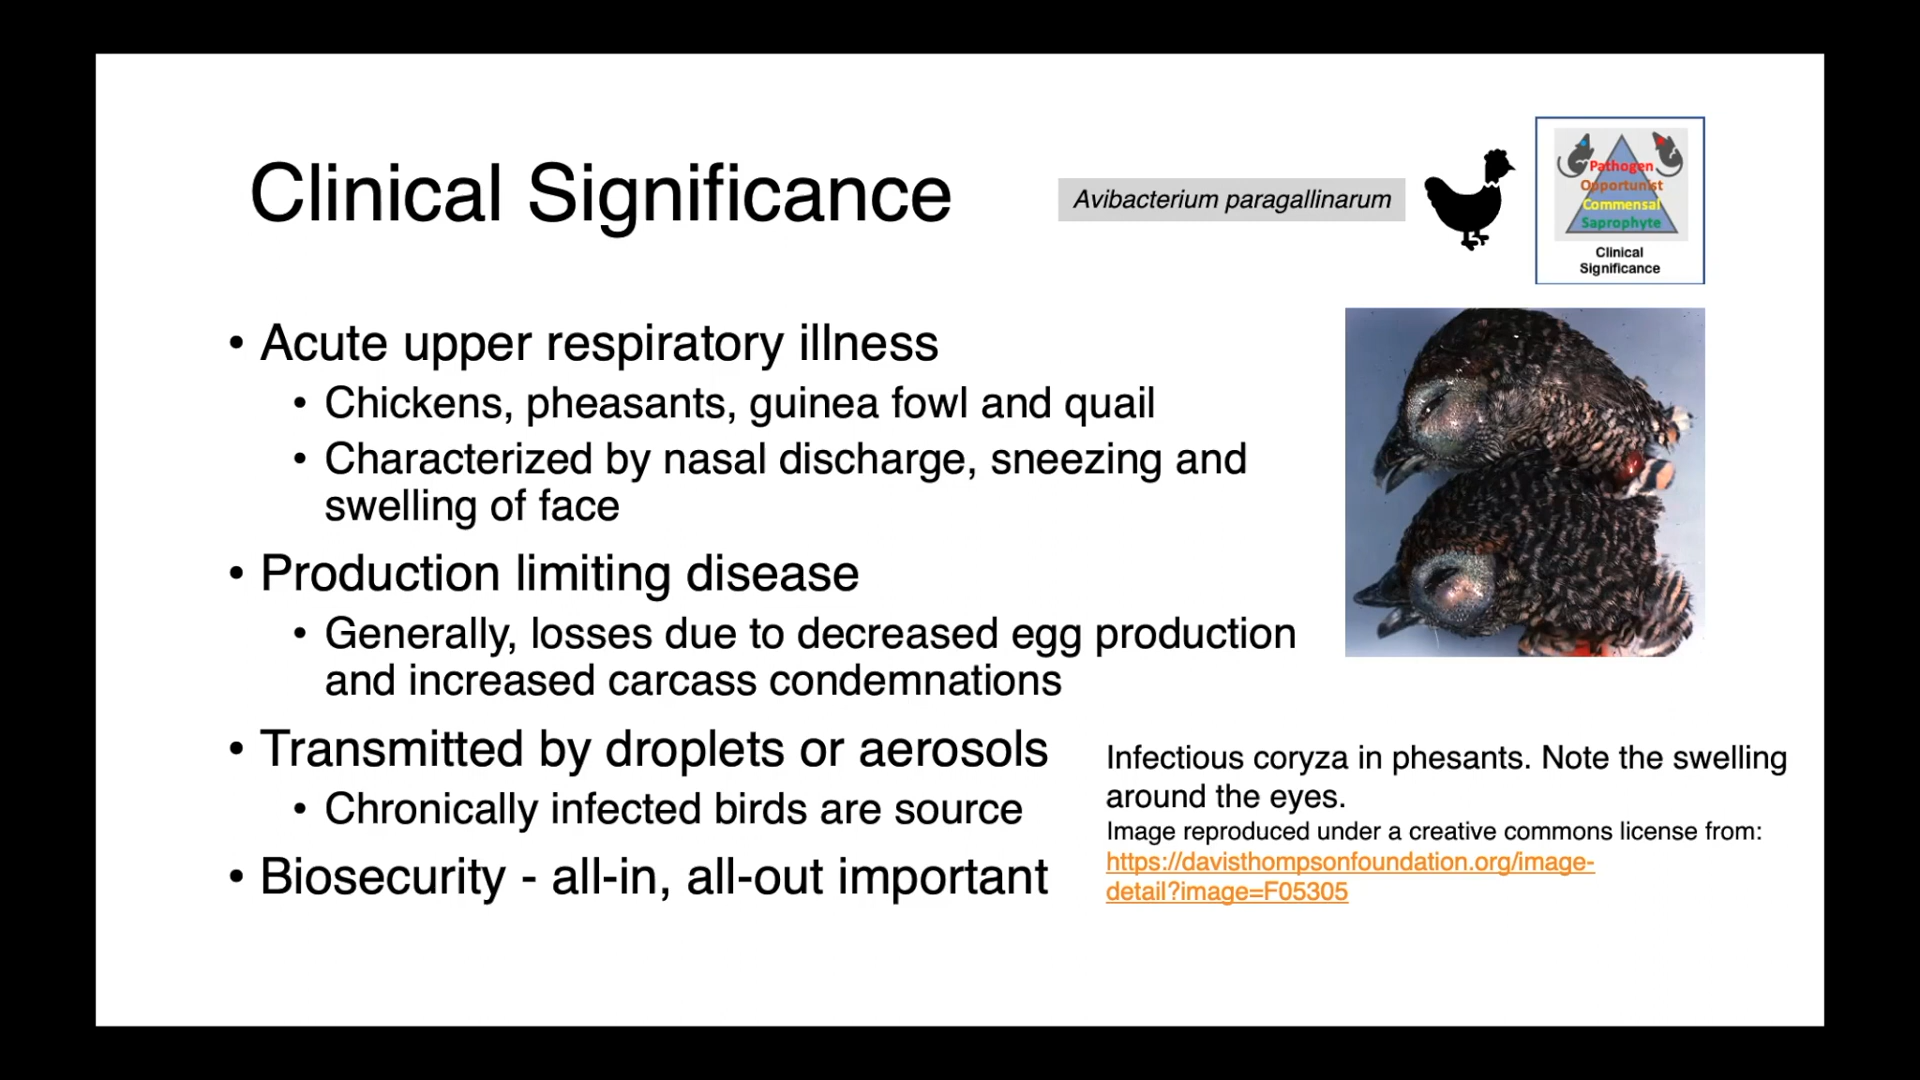 Clinical Significance
Avibacterium paragallinarum
Pathogen
Opportunist
Commensal
Saprophyte
Clinical
Significance
• Acute upper respiratory illness
• Chickens, pheasants, guinea fowl and quail
• Characterized by nasal discharge, sneezing and
swelling of face
• Production limiting disease
• Generally, losses due to decreased egg production
and increased carcass condemnations
• Transmitted by droplets or aerosols
• Chronically infected birds are source
• Biosecurity - all-in, all-out important
Infectious coryza in phesants. Note the swelling
around the eyes.
Image reproduced under a creative commons license from:
https://davisthompsonfoundation.org/image-
detail?image=F05305